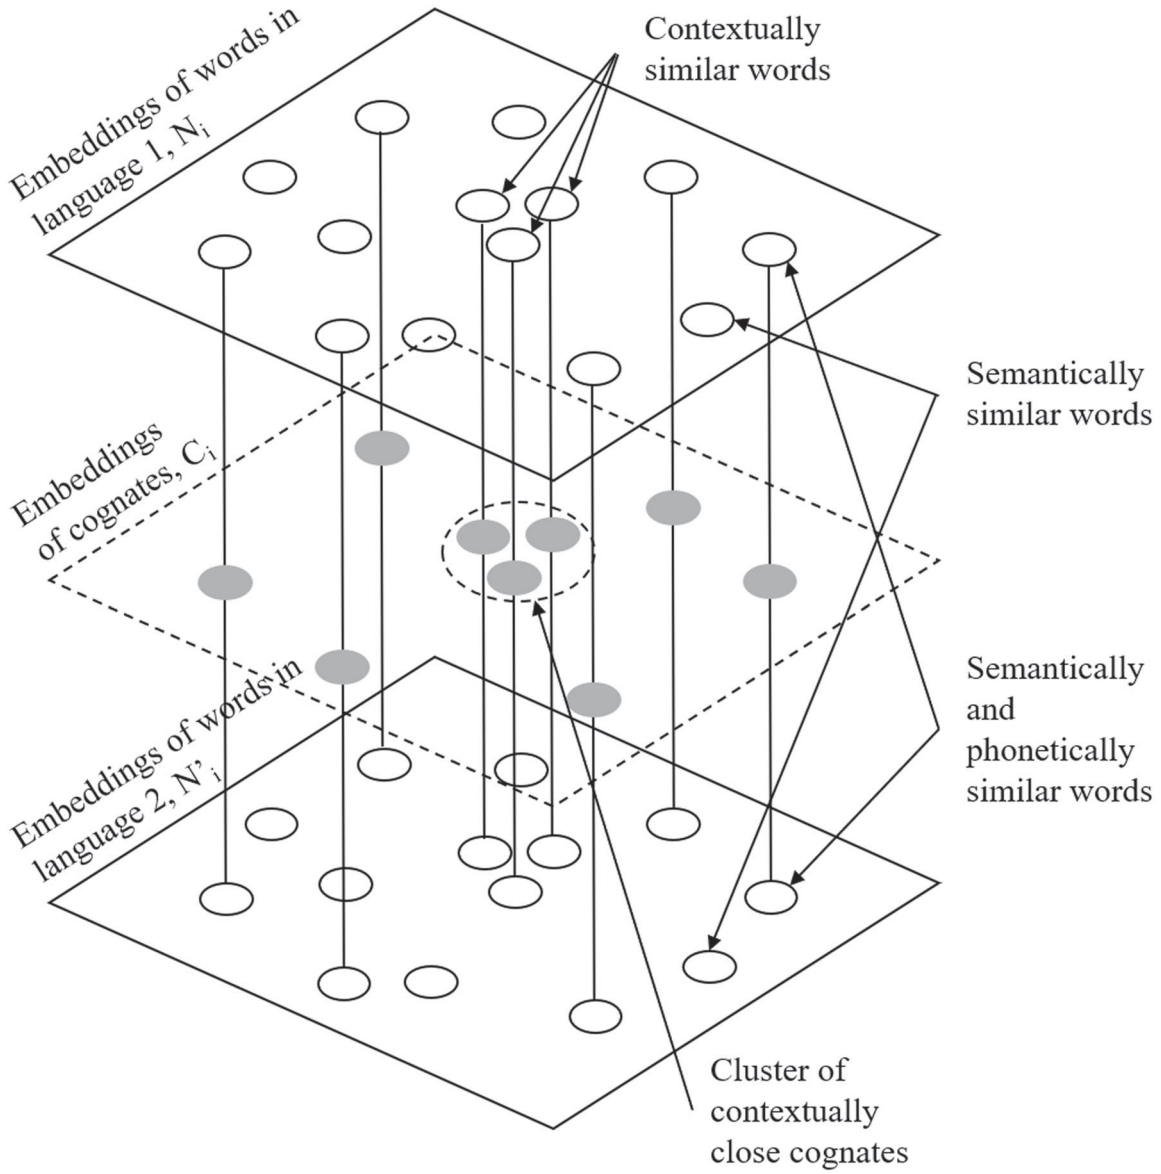 Contextually
similar words
Embeddings of words in
language 1, Ni
Semantically
similar words
Embeddings
of cognates, Ci
Semantically
and
phonetically
similar words
Embeddings of words in
language 2, N'i
Cluster of
contextually
close cognates